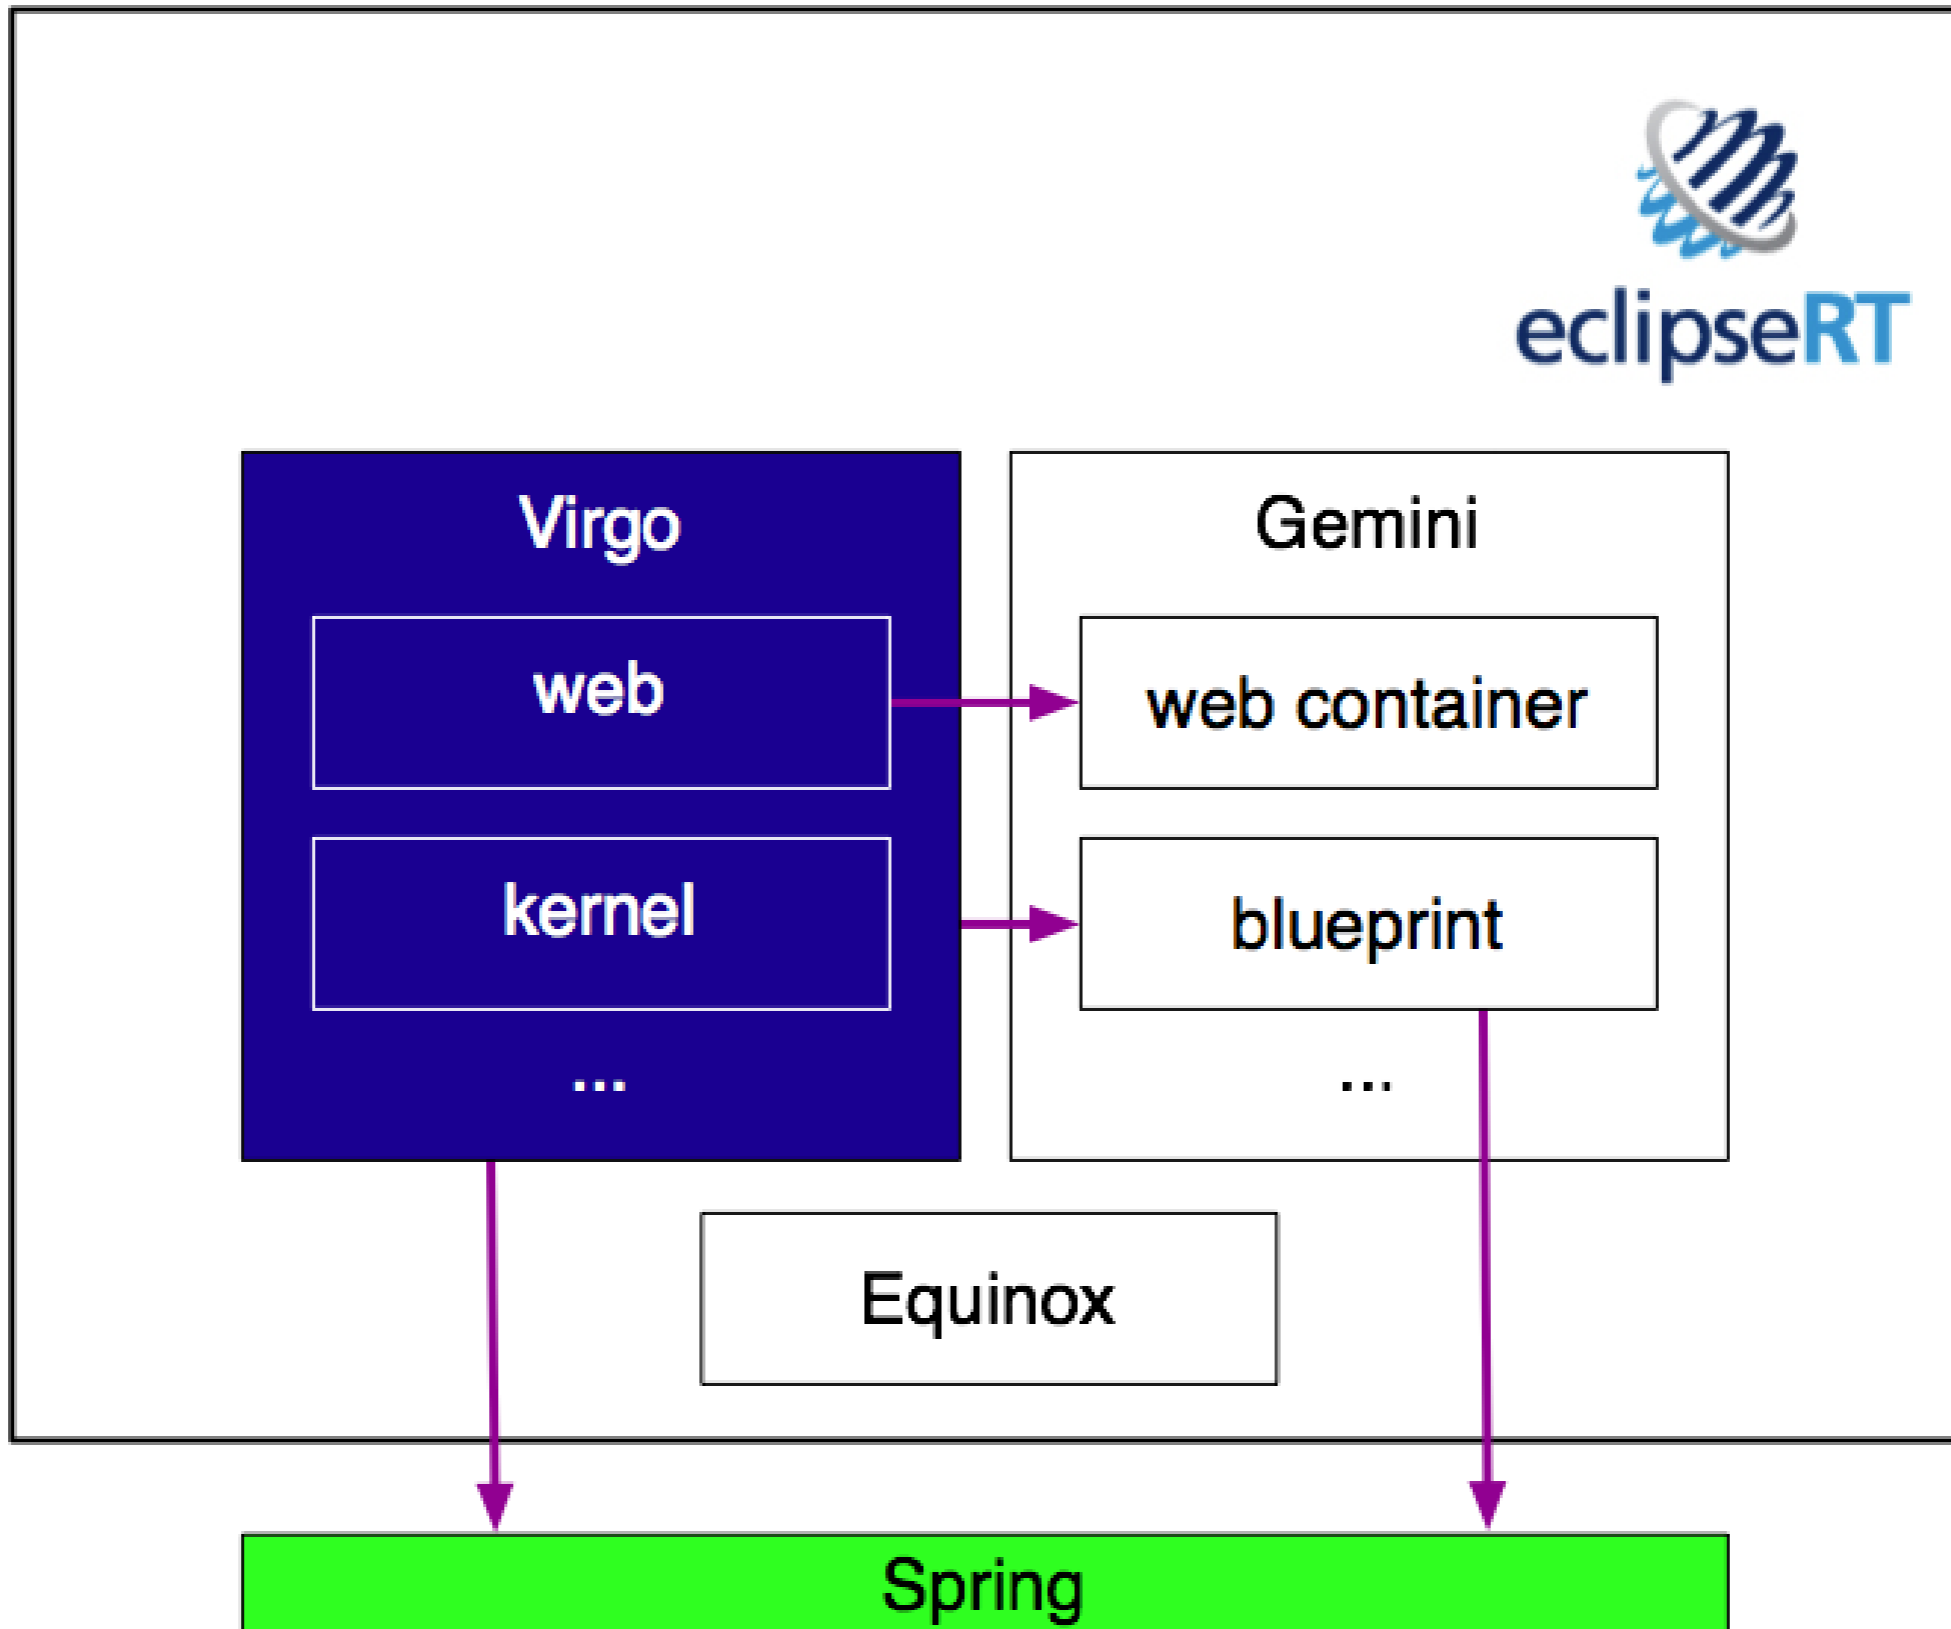 eclipseRT
Virgo
Gemini
web
web container
kernel
blueprint
...
...
Equinox
Spring